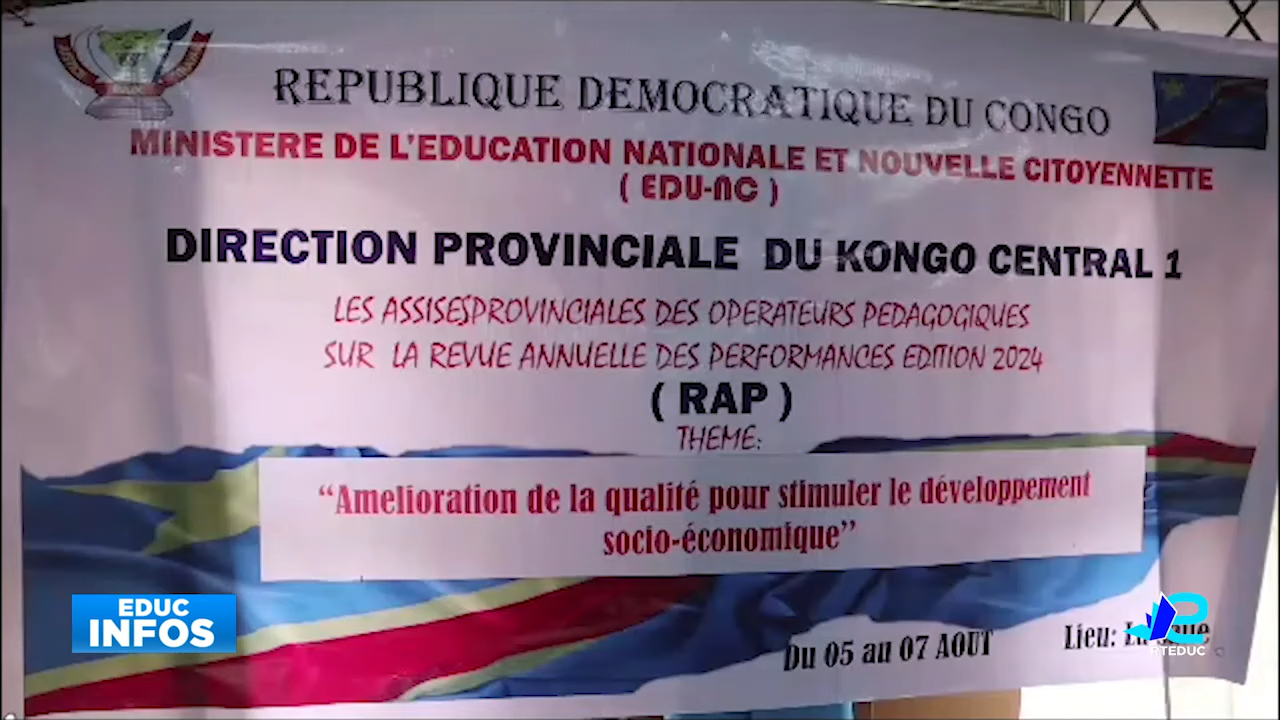 REPUBLIQUE DEMOCRATIQUE DU CONGO
MINISTERE DE L'EDUCATION NATIONALE ET NOUVELLE CITOYENNETTE
( EDU-NC )
DIRECTION PROVINCIALE DU KONGO CENTRAL 1
LES ASSISESPROVINCIALES DES OPERATEURS PEDAGOGIQUES
SUR LA REVUE ANNUELLE DES PERFORMANCES EDITION 2024
( RAP )
THEME:
“Amelioration de la qualité pour stimuler le développement
socio-économique”
Du 05 au 07 AOUT Lieu:
EDUC
INFOS
RTEDUC